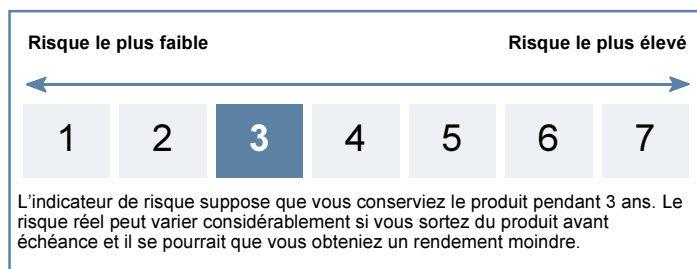 Risque le plus faible Risque le plus élevé
1 2 3 4 5 6 7
L'indicateur de risque suppose que vous conserviez le produit pendant 3 ans. Le
risque réel peut varier considérablement si vous sortez du produit avant
échéance et il se pourrait que vous obteniez un rendement moindre.